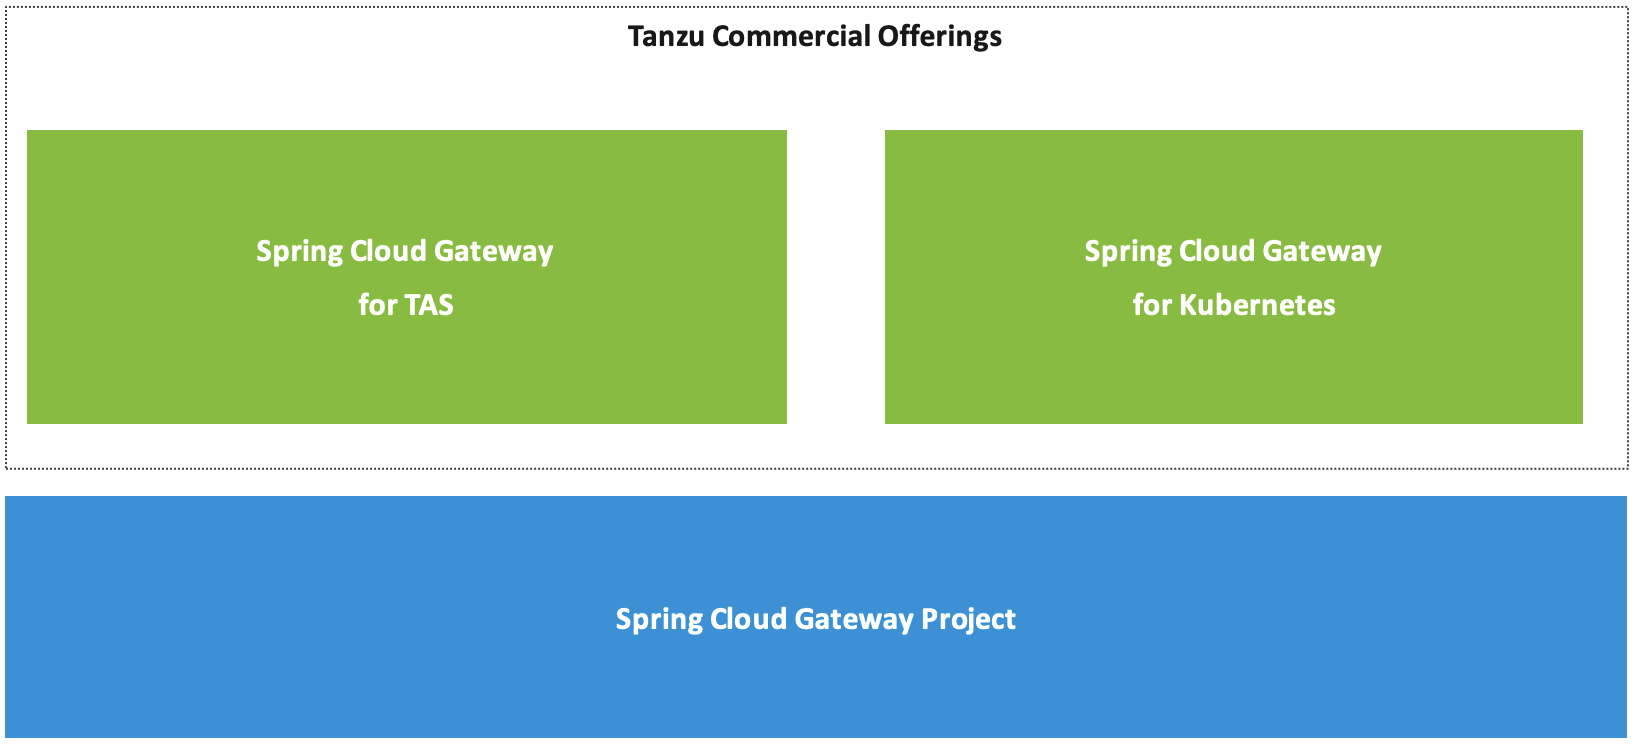 Tanzu Commercial Offerings
Spring Cloud Gateway
for TAS
Spring Cloud Gateway
for Kubernetes
Spring Cloud Gateway Project